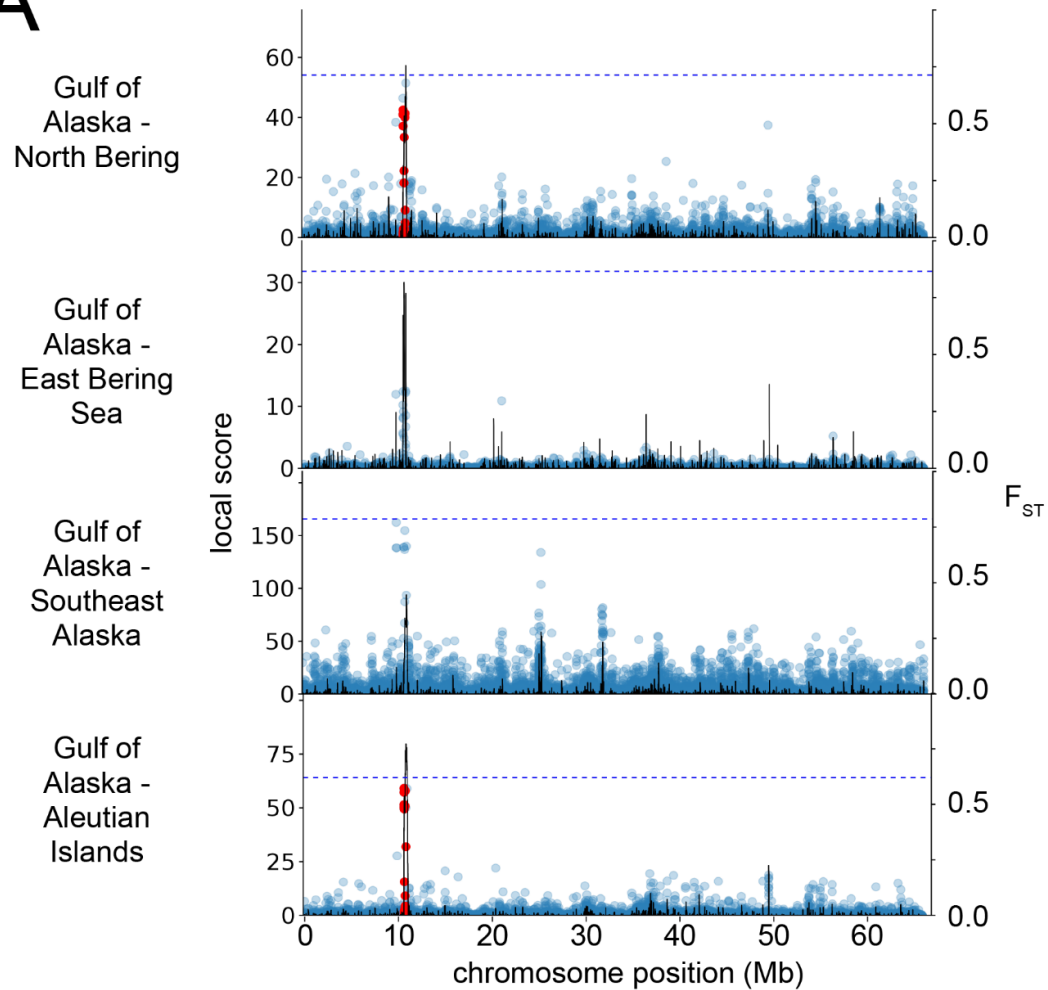 A
Gulf of
Alaska -
North Bering
60
40
20
0
0.5
0.0
Gulf of
Alaska -
East Bering
Sea
30
20
10
0
0.5
0.0
Gulf of
Alaska -
Southeast
Alaska
150
100
50
0
0.5
0.0
Gulf of
Alaska -
Aleutian
Islands
75
50
25
0
0.5
0.0
local score
FST
0 10 20 30 40 50 60
chromosome position (Mb)